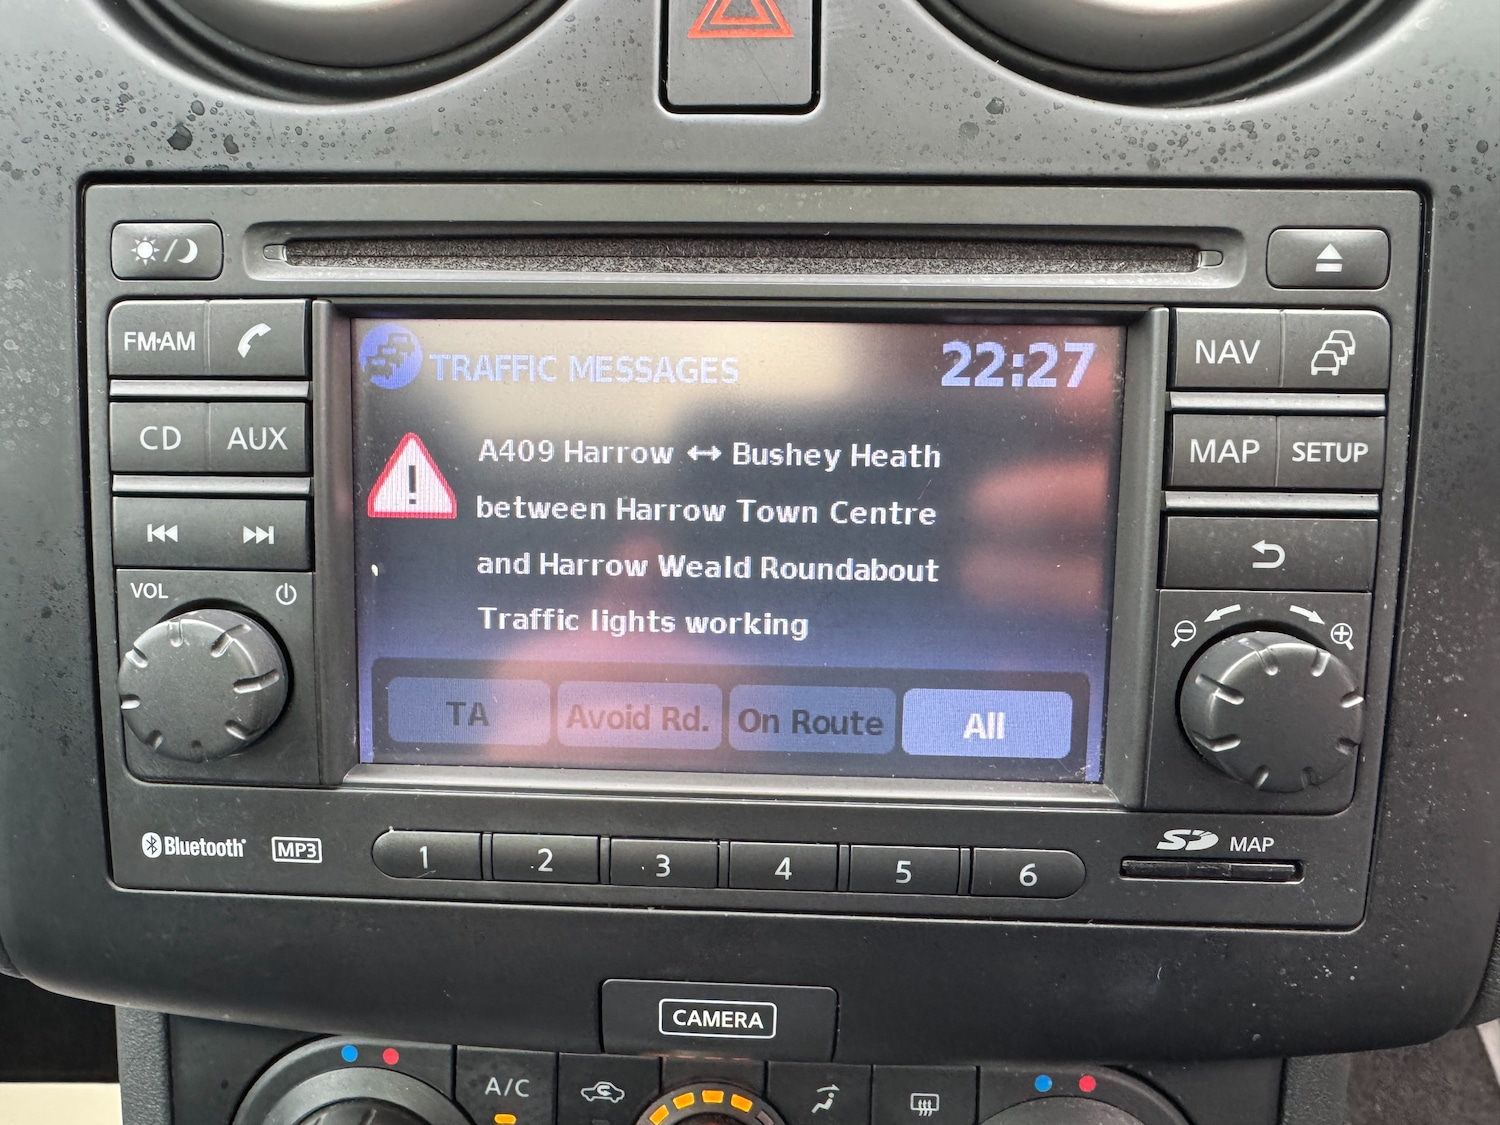 FM·AM
CD AUX
VOL
TRAFFIC MESSAGES 22:27
A409 Harrow ↔ Bushey Heath
between Harrow Town Centre
and Harrow Weald Roundabout
Traffic lights working
TA Avoid Rd. On Route All
NAV
MAP SETUP
Bluetooth® MP3
1 2 3 4 5 6
SD MAP
CAMERA
A/C